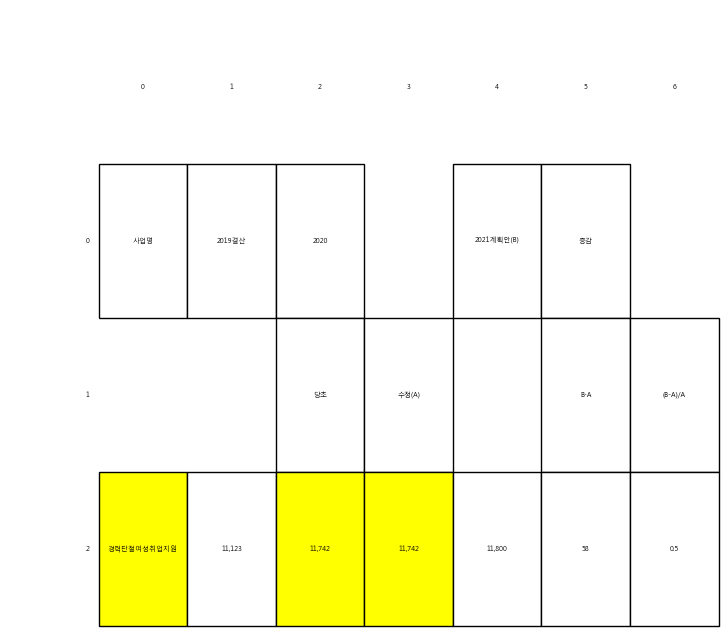 0 1 2 3 4 5 6
0 사업명 2019결산 2020 2021계획안(B) 증감
1 당초 수정(A) B-A (B-A)/A
2 경력단절여성취업지원 11,123 11,742 11,742 11,800 58 0.5